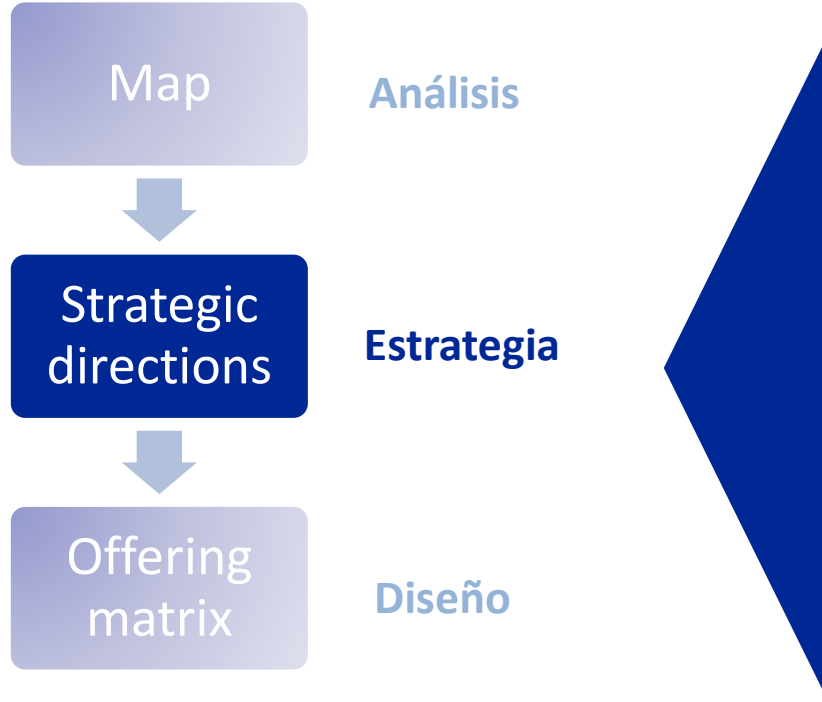 Map
Análisis
Strategic
directions
Estrategia
Offering
matrix
Diseño